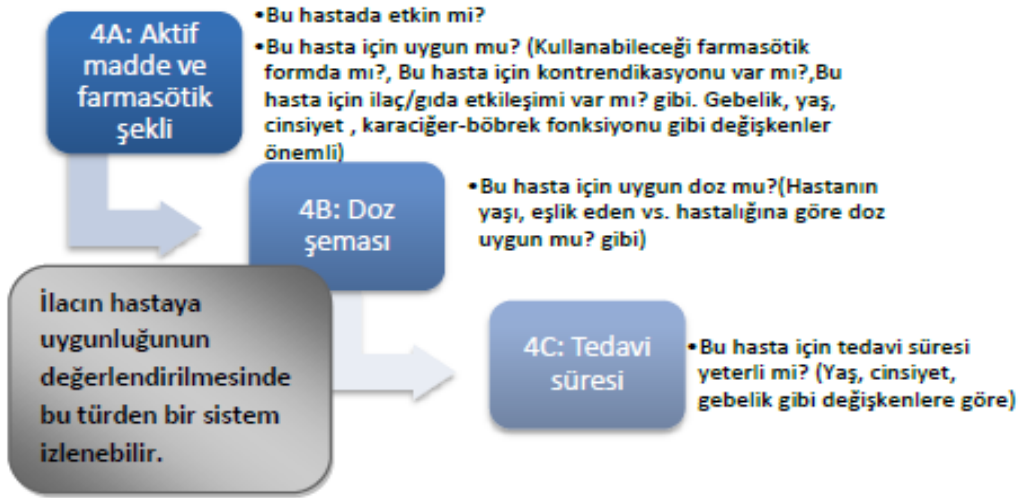 4A: Aktif
madde ve
farmasötik
şekli
•Bu hastada etkin mi?
•Bu hasta için uygun mu? (Kullanabileceği farmasötik
formda mı?, Bu hasta için kontrendikasyonu var mı?,Bu
hasta için ilaç/gıda etkileşimi var mı? gibi. Gebelik, yaş,
cinsiyet , karaciğer-böbrek fonksiyonu gibi değişkenler
önemli)
4B: Doz
şeması
•Bu hasta için uygun doz mu?(Hastanın
yaşı, eşlik eden vs. hastalığına göre doz
uygun mu? gibi)
İlacın hastaya
uygunluğunun
değerlendirilmesinde
bu türden bir sistem
izlenebilir.
4C: Tedavi
süresi
•Bu hasta için tedavi süresi
yeterli mi? (Yaş, cinsiyet,
gebelik gibi değişkenlere göre)